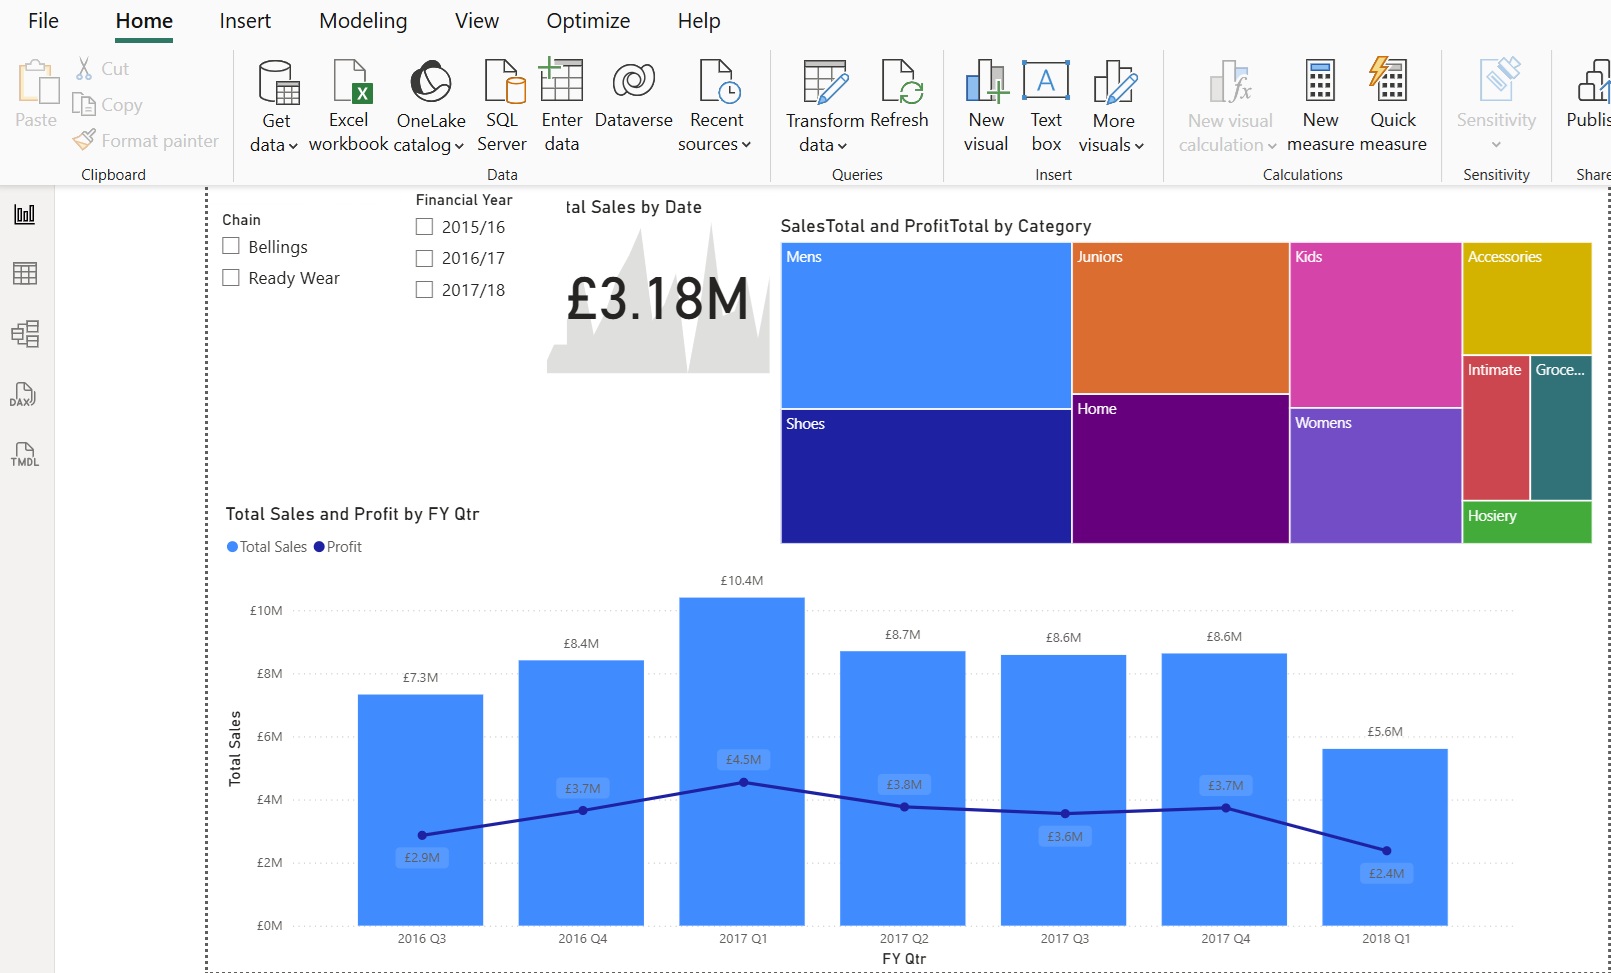 File Home Insert Modeling View Optimize Help
Paste
Cut
Copy
Format painter
Clipboard
Get data
Excel workbook
OneLake catalog
SQL Server
Enter data
Dataverse
Recent sources
Data
Transform data
Refresh
Queries
New visual
Text box
More visuals
Insert
New visual calculation
New measure
Quick measure
Calculations
Sensitivity
Sensitivity
Publis
Share
DAX
TMDL
Chain
Bellings
Ready Wear
Financial Year
2015/16
2016/17
2017/18
tal Sales by Date
£3.18M
SalesTotal and ProfitTotal by Category
Mens
Shoes
Juniors
Home
Kids
Womens
Accessories
Intimate
Groce...
Hosiery
Total Sales and Profit by FY Qtr
Total Sales Profit
Total Sales
£10M
£8M
£6M
£4M
£2M
£0M
£7.3M
£8.4M
£10.4M
£8.7M
£8.6M
£8.6M
£5.6M
£2.9M
£3.7M
£4.5M
£3.8M
£3.6M
£3.7M
£2.4M
2016 Q3 2016 Q4 2017 Q1 2017 Q2 2017 Q3 2017 Q4 2018 Q1
FY Qtr